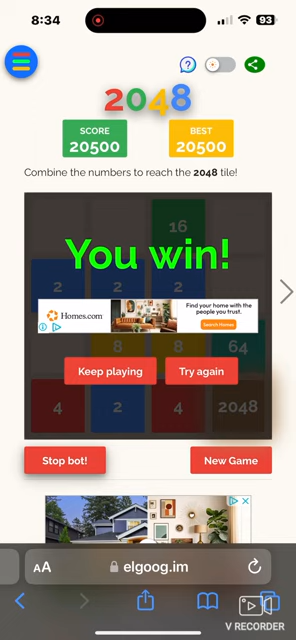 8:34
93
2048
SCORE
20500
BEST
20500
Combine the numbers to reach the 2048 tile!
16
You win!
2 2 2
Homes.com
Find your home with the people you trust.
Search Homes
8 8 64
Keep playing
Try again
4 2 4 2048
Stop bot!
New Game
AA
elgoog.im
V RECORDER